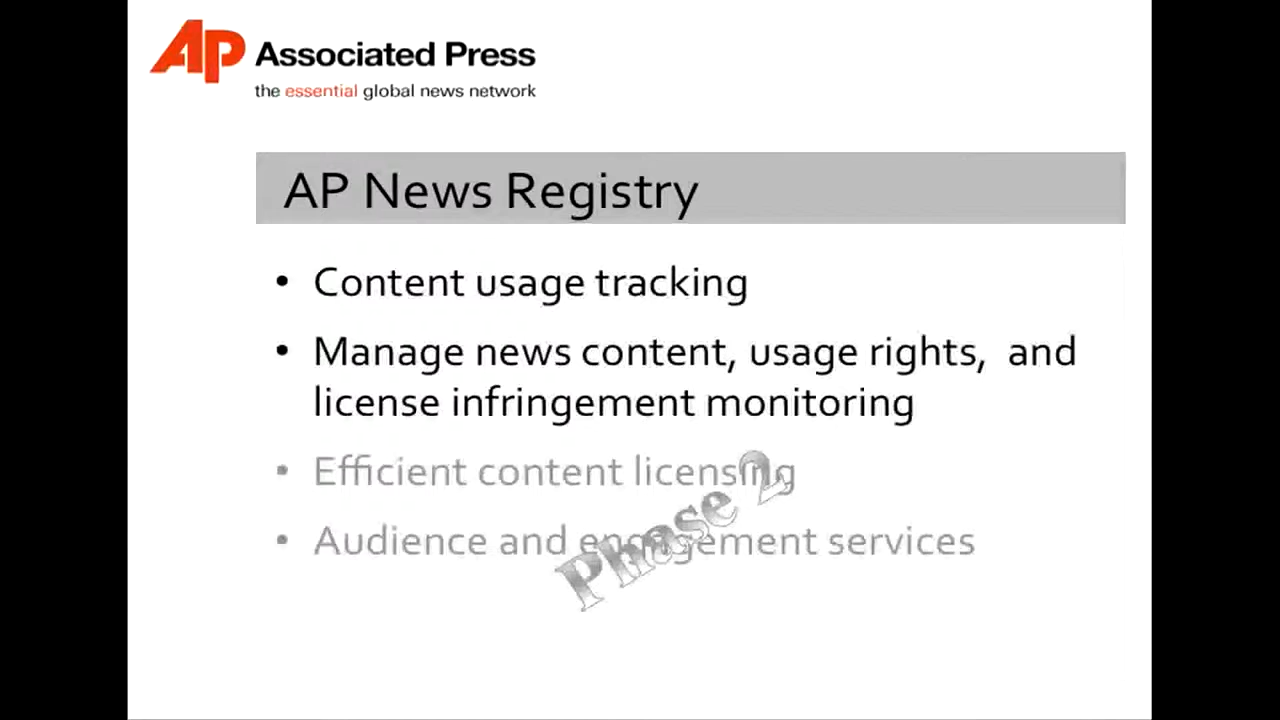 AP Associated Press
the essential global news network
AP News Registry
• Content usage tracking
• Manage news content, usage rights, and
license infringement monitoring
• Efficient content licensing
• Audience and engagement services
Phase 2